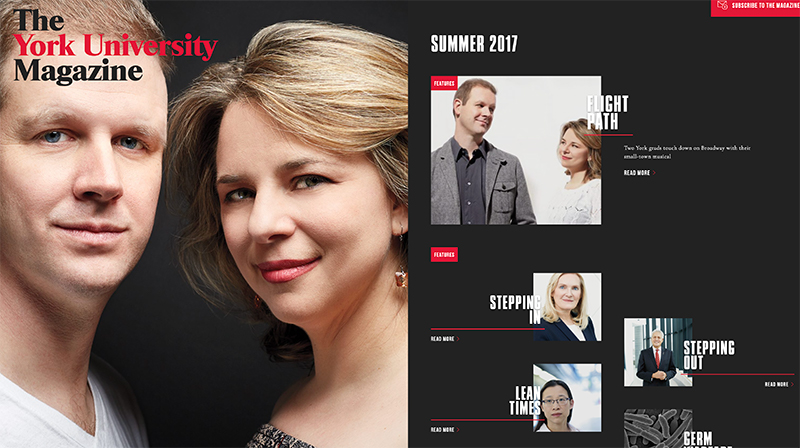 The
York University
Magazine
SUBSCRIBE TO THE MAGAZINE
SUMMER 2017
FEATURES
FLIGHT
PATH
Two York grads touch down on Broadway with their
small-town musical
READ MORE
FEATURES
STEPPING
IN
READ MORE
STEPPING
OUT
READ MORE
LEAN
TIMES
READ MORE
GERM